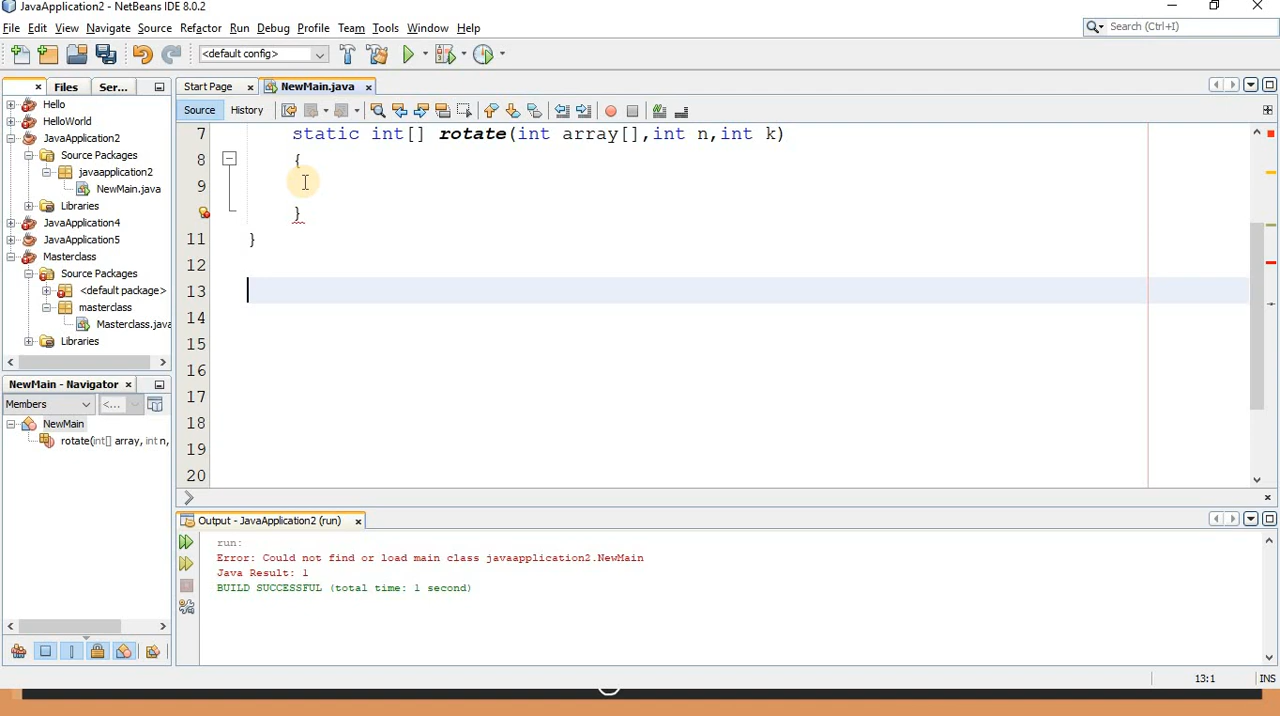 JavaApplication2 - NetBeans IDE 8.0.2
File Edit View Navigate Source Refactor Run Debug Profile Team Tools Window Help
Search (Ctrl+I)
<default config>
Files Ser...
Start Page NewMain.java
Source History
Hello
HelloWorld
JavaApplication2
Source Packages
javaapplication2
NewMain.java
Libraries
JavaApplication4
JavaApplication5
Masterclass
Source Packages
<default package>
masterclass
Masterclass.java
Libraries
7 static int[] rotate(int array[],int n,int k)
8 {
9
}
11 }
12
13
14
15
16
17
18
19
20
NewMain - Navigator
Members <...
NewMain
rotate(int[] array, int n,
Output - JavaApplication2 (run)
run:
Error: Could not find or load main class javaapplication2.NewMain
Java Result: 1
BUILD SUCCESSFUL (total time: 1 second)
13:1 INS